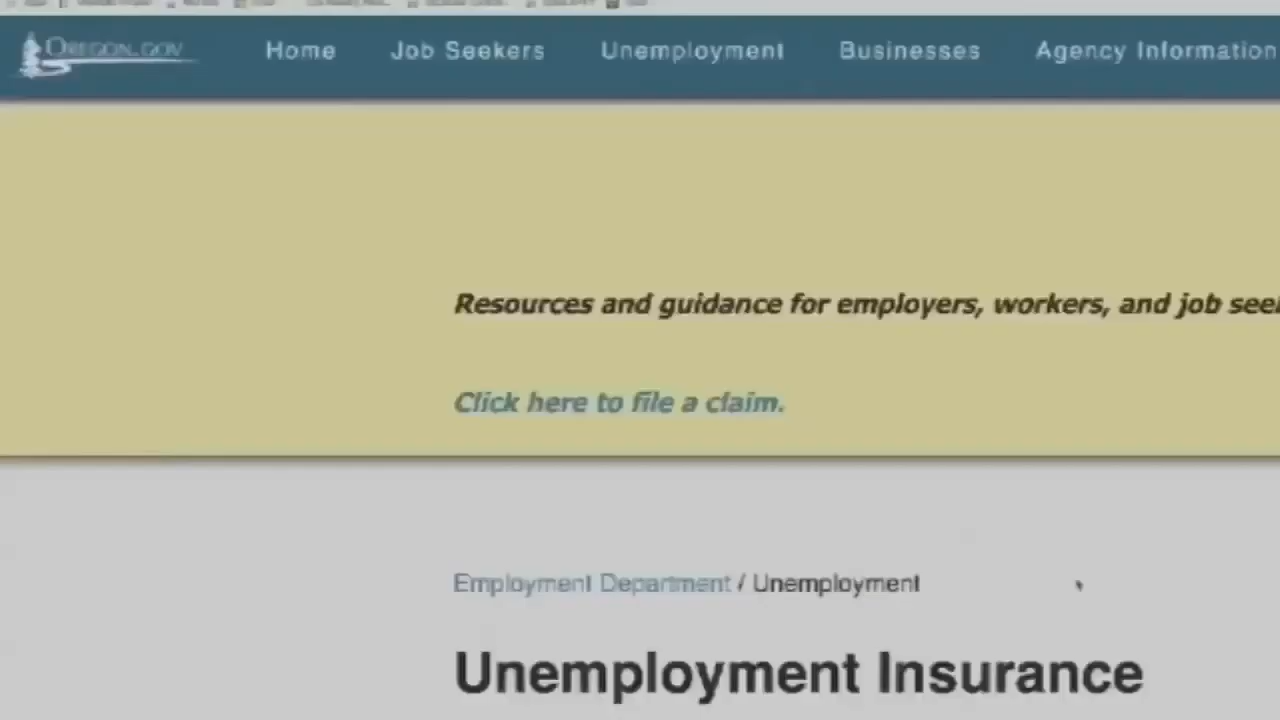 OREGON.GOV Home Job Seekers Unemployment Businesses Agency Information
Resources and guidance for employers, workers, and job see
Click here to file a claim.
Employment Department / Unemployment
Unemployment Insurance